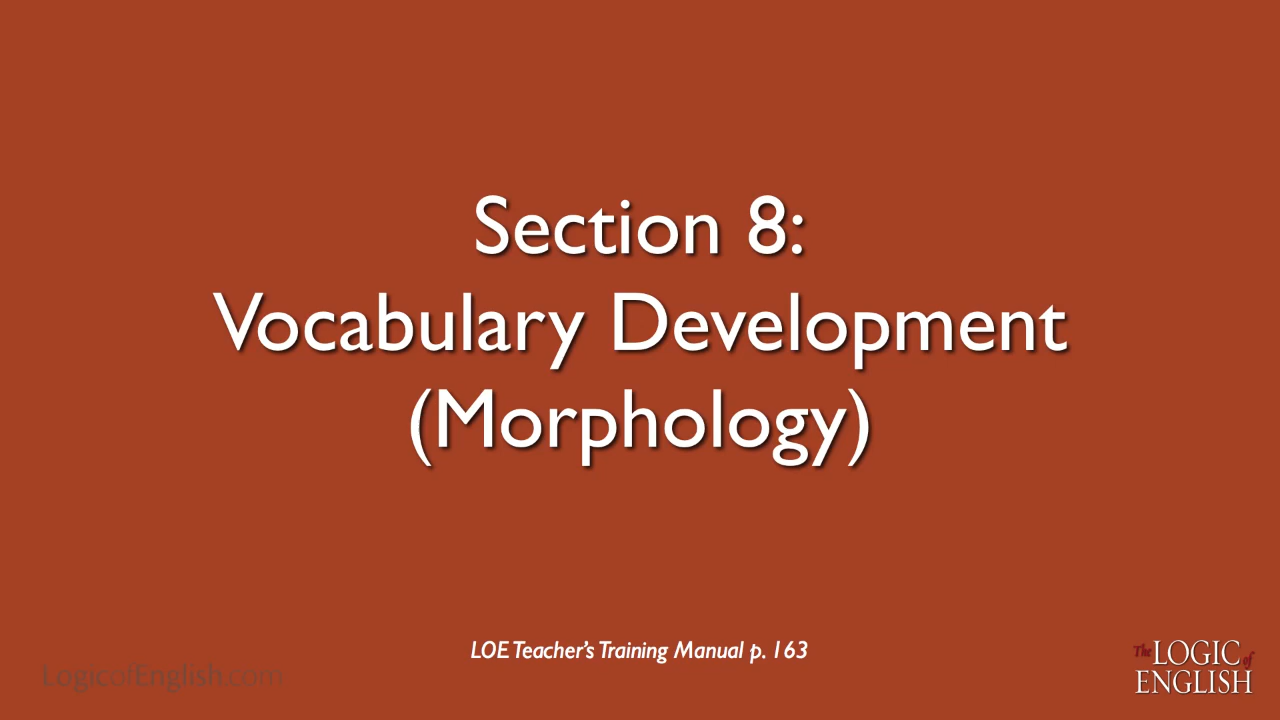 Section 8:
Vocabulary Development
(Morphology)
LOE Teacher's Training Manual p. 163
LogicofEnglish.com
The LOGIC of
ENGLISH